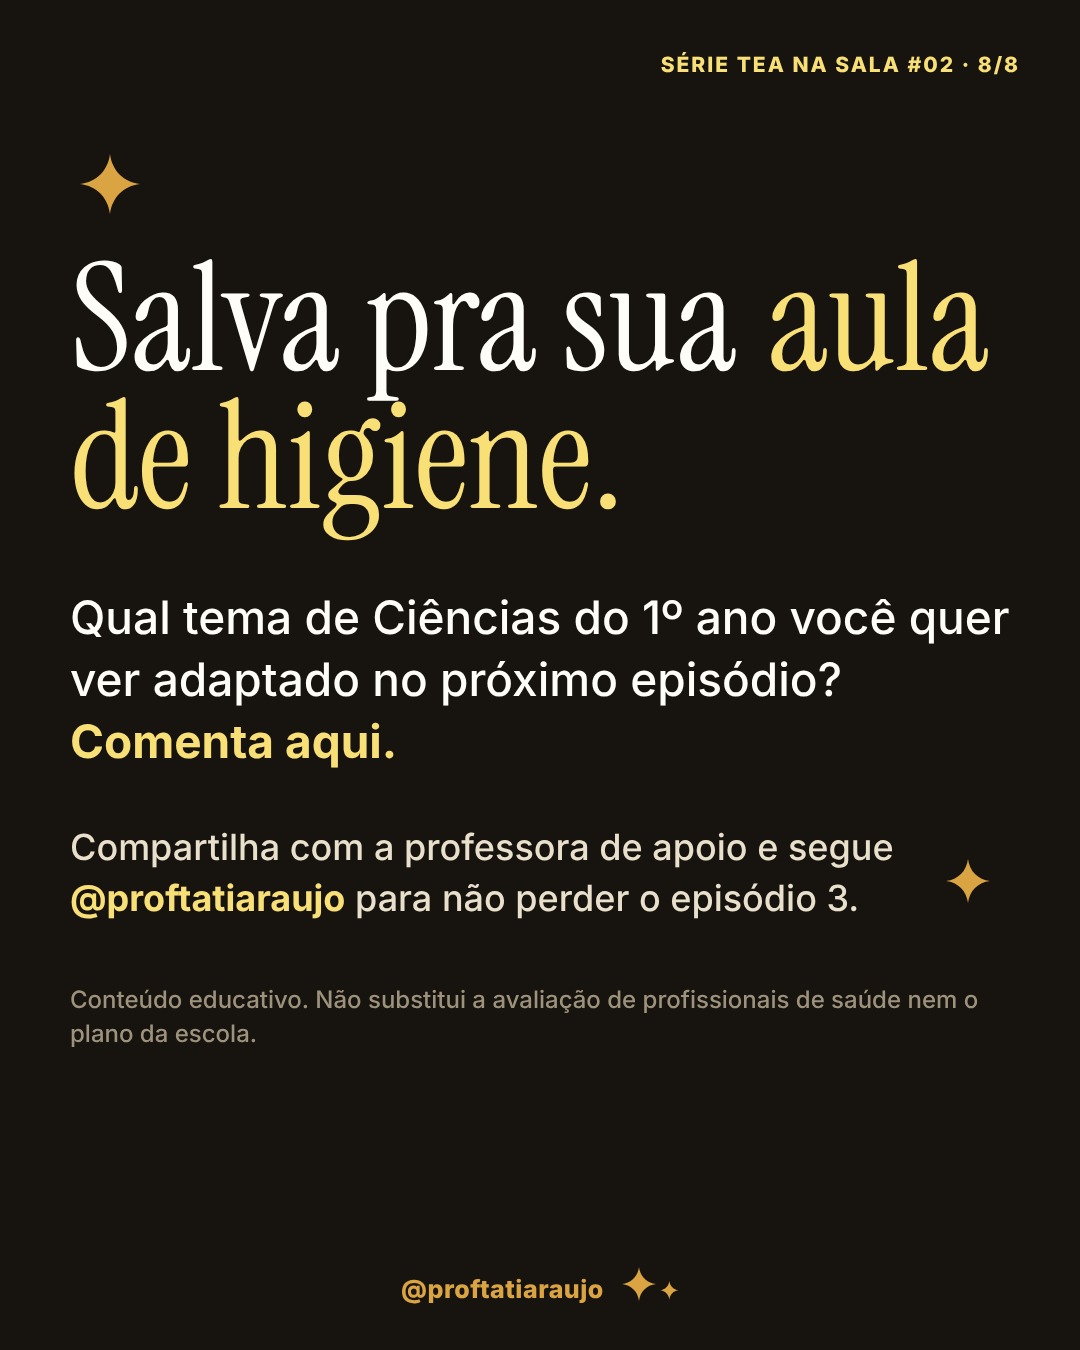 SÉRIE TEA NA SALA #02 · 8/8
Salva pra sua aula
de higiene.
Qual tema de Ciências do 1º ano você quer
ver adaptado no próximo episódio?
Comenta aqui.
Compartilha com a professora de apoio e segue
@proftatiaraujo para não perder o episódio 3.
Conteúdo educativo. Não substitui a avaliação de profissionais de saúde nem o
plano da escola.
@proftatiaraujo